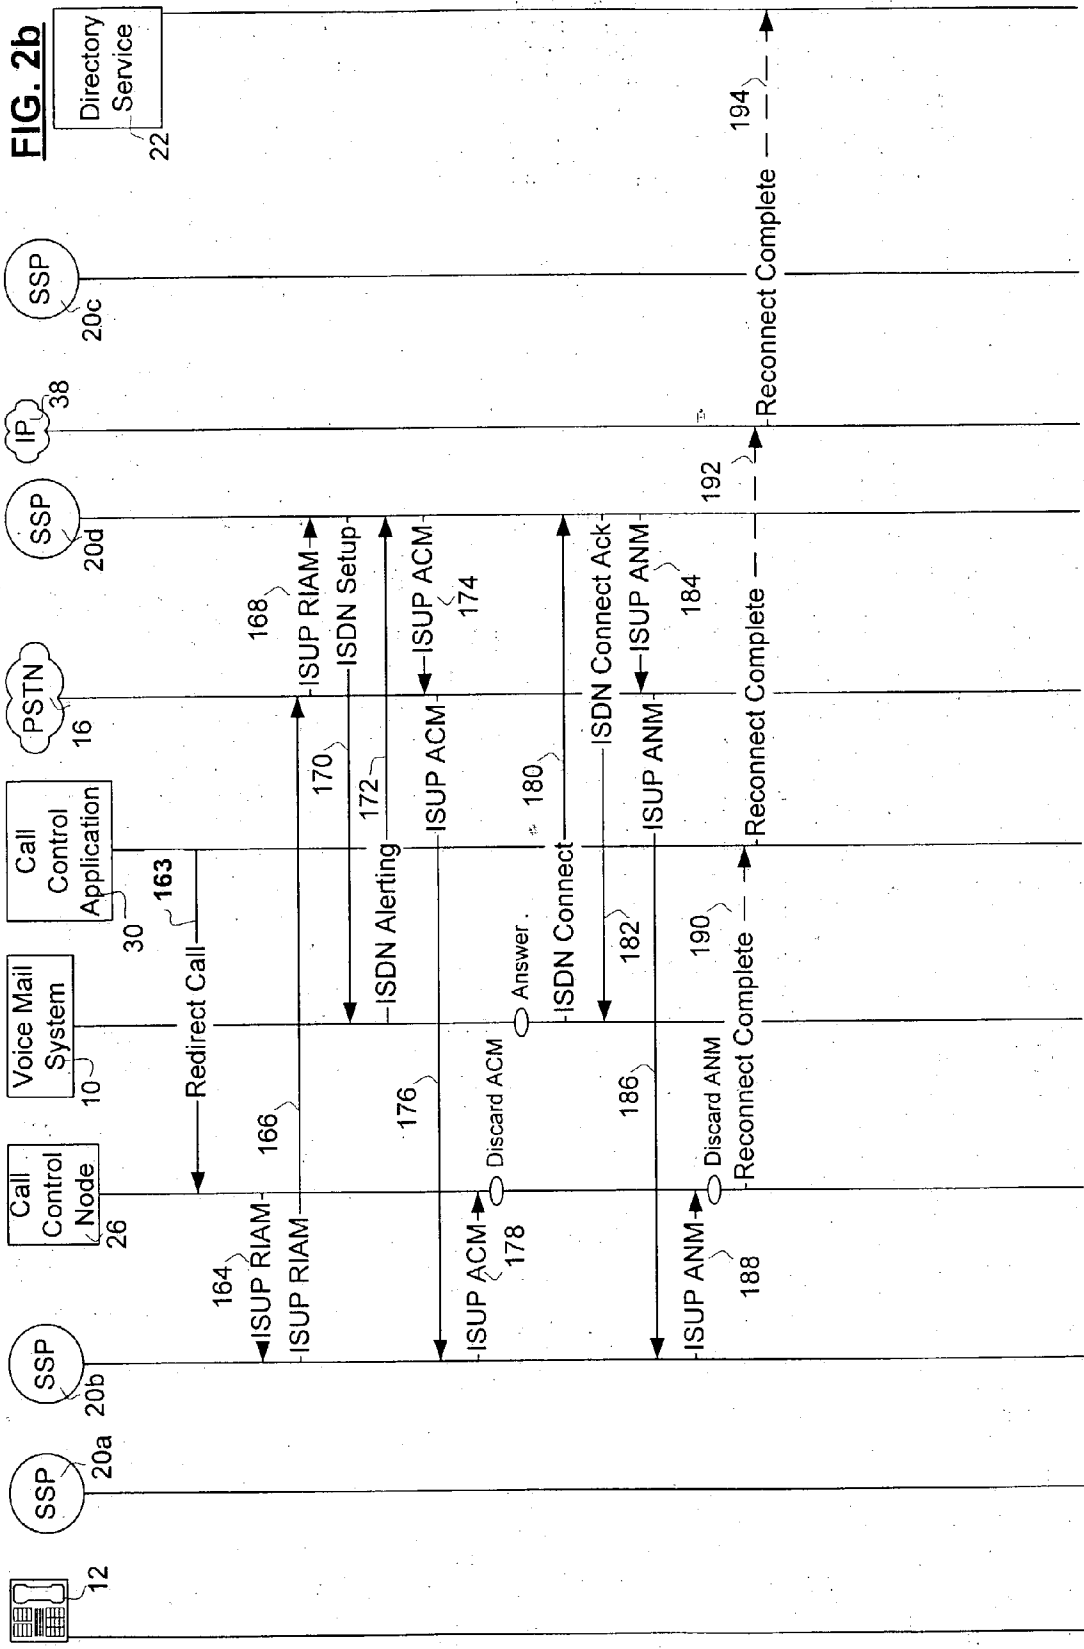 FIG. 2b
12
SSP
20a
SSP
20b
Call
Control
Node
26
Voice Mail
System
10
Call
Control
Application
30
PSTN
16
SSP
20d
IP
38
SSP
20c
Directory
Service
22
Redirect Call
163
ISUP RIAM
164
ISUP RIAM
166
ISUP RIAM
168
ISDN Setup
170
ISDN Alerting
172
ISUP ACM
174
ISUP ACM
176
ISUP ACM
178
Discard ACM
Answer
ISDN Connect
180
ISDN Connect Ack
182
ISUP ANM
184
ISUP ANM
186
ISUP ANM
188
Discard ANM
Reconnect Complete
190
Reconnect Complete
192
Reconnect Complete
194